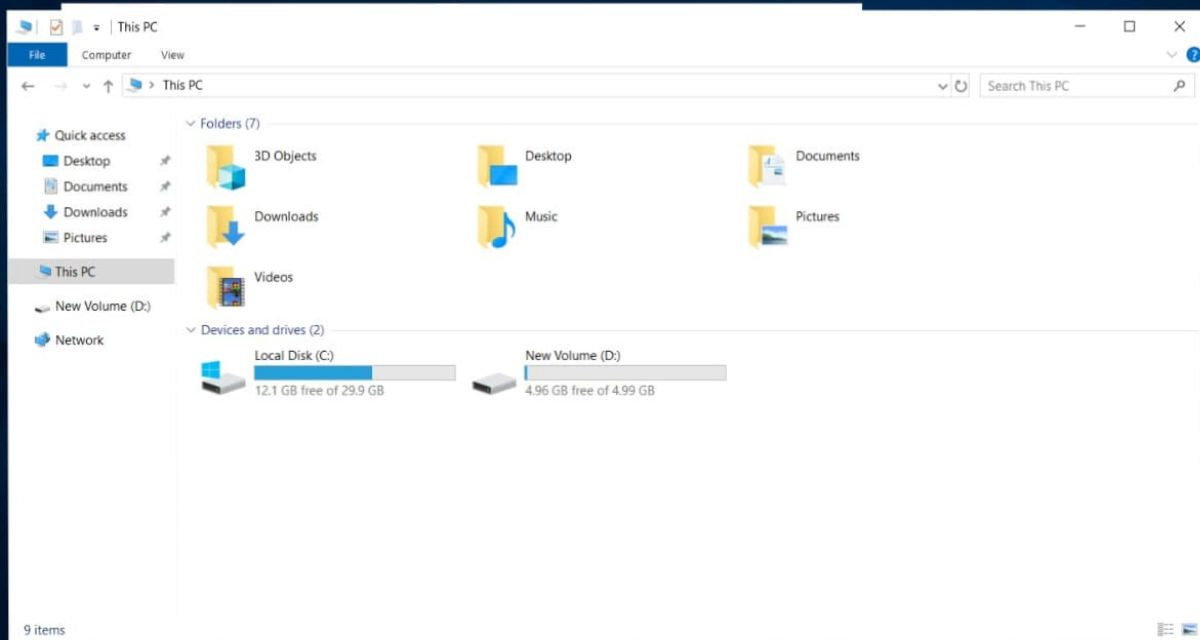 This PC
File Computer View
This PC
Search This PC
Quick access
Desktop
Documents
Downloads
Pictures
This PC
New Volume (D:)
Network
Folders (7)
3D Objects
Desktop
Documents
Downloads
Music
Pictures
Videos
Devices and drives (2)
Local Disk (C:)
12.1 GB free of 29.9 GB
New Volume (D:)
4.96 GB free of 4.99 GB
9 items